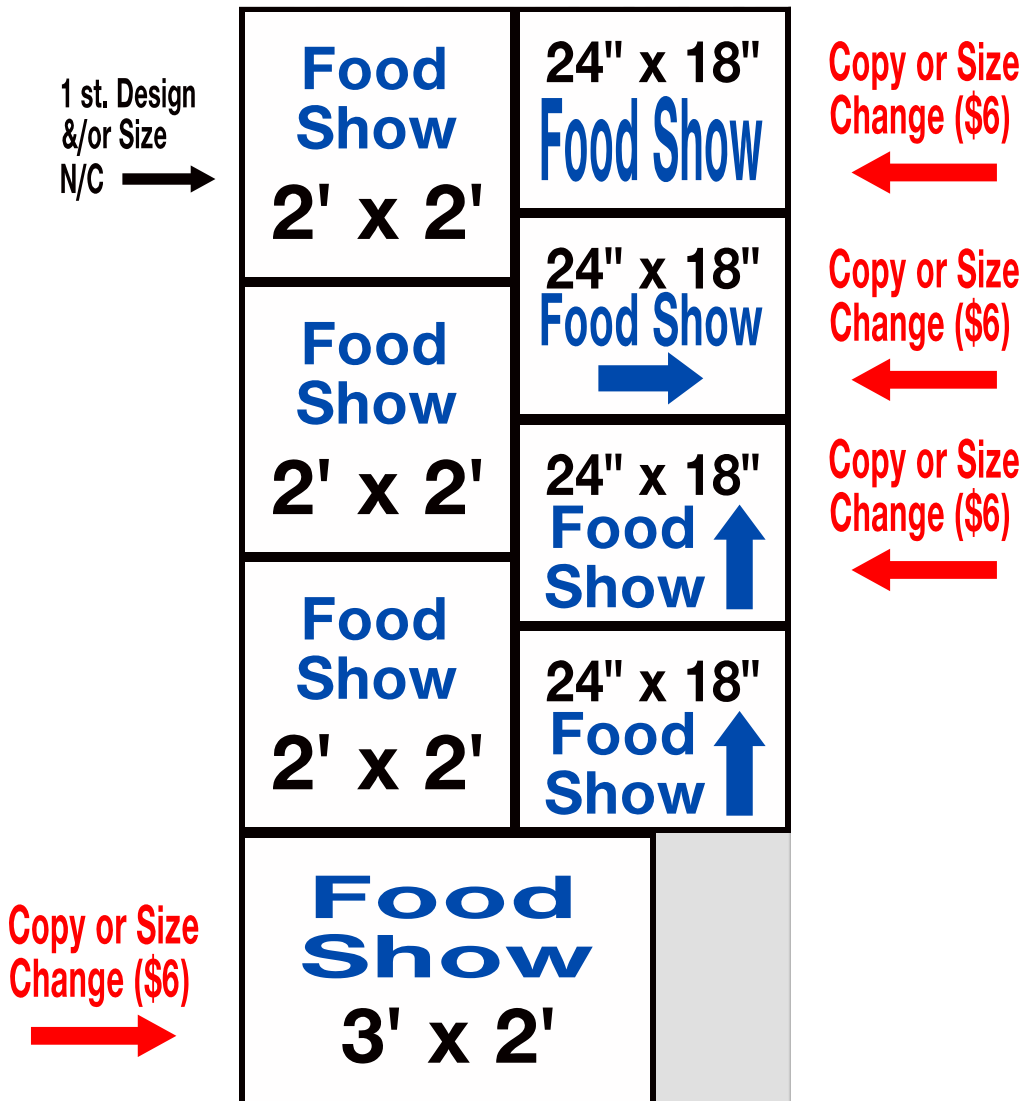 1 st. Design
&/or Size
N/C
Food
Show
2' x 2'
24" x 18"
Food Show
Copy or Size
Change ($6)
Food
Show
2' x 2'
24" x 18"
Food Show
Copy or Size
Change ($6)
24" x 18"
Food
Show
Copy or Size
Change ($6)
Food
Show
2' x 2'
24" x 18"
Food
Show
Copy or Size
Change ($6)
Food
Show
3' x 2'